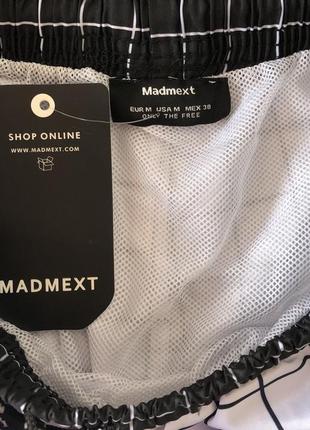 SHOP ONLINE
WWW.MADMEXT.COM
MADMEXT
Madmext
EUR M USA M MEX 38
ONLY THE FREE